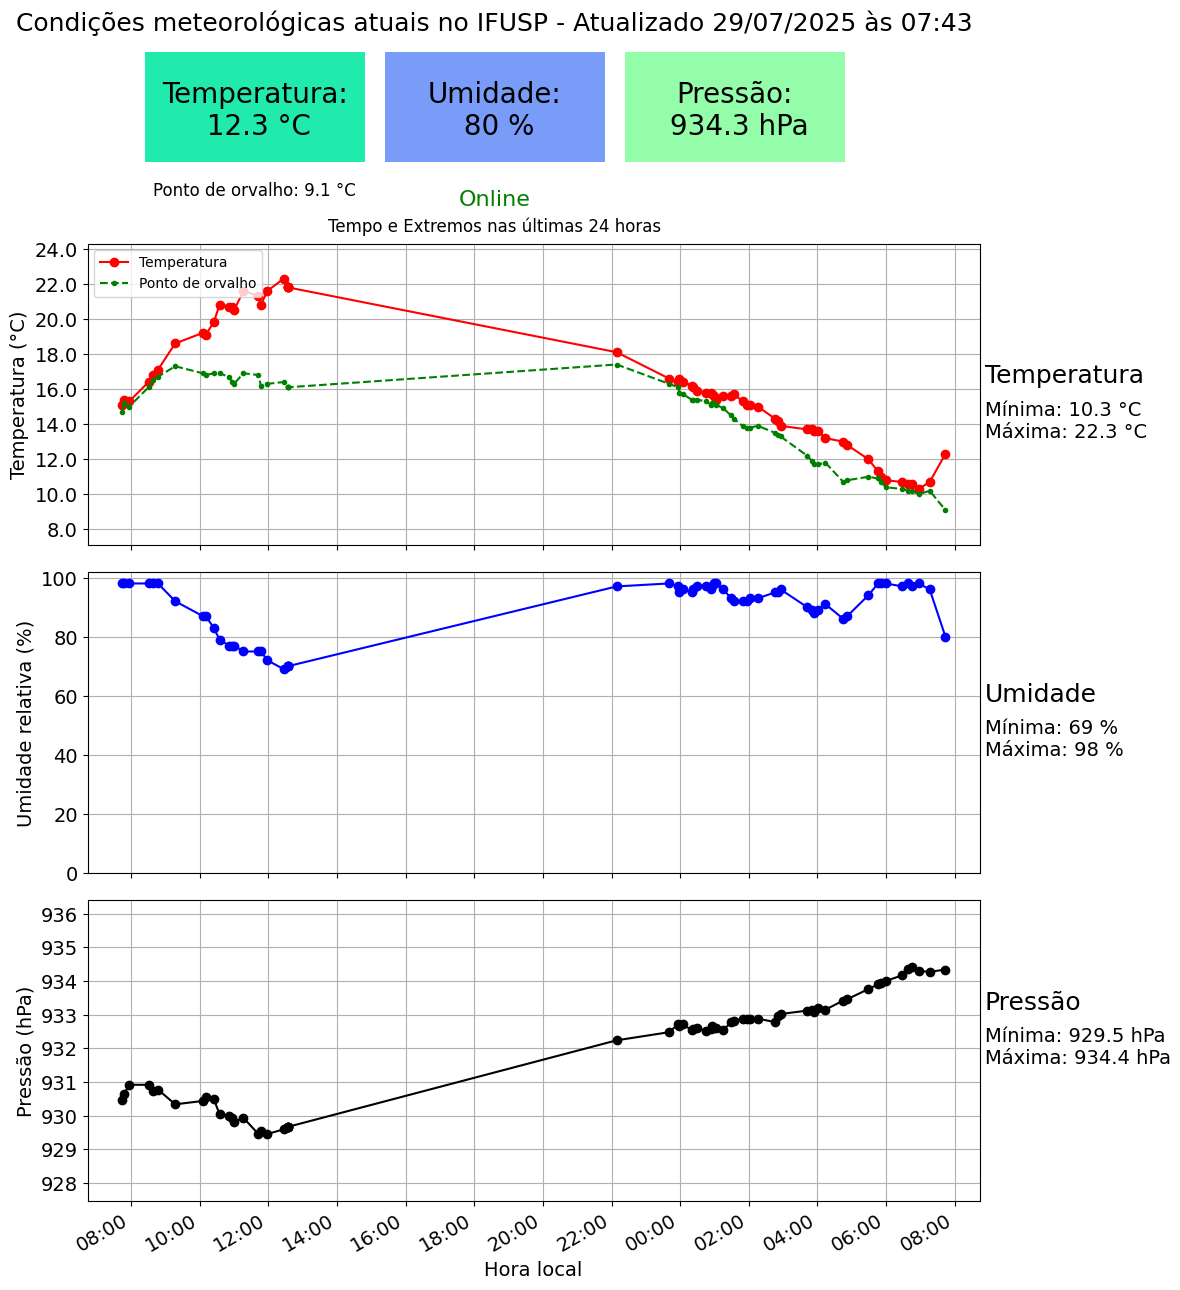 Condições meteorológicas atuais no IFUSP - Atualizado 29/07/2025 às 07:43
Temperatura:
12.3 °C
Umidade:
80 %
Pressão:
934.3 hPa
Ponto de orvalho: 9.1 °C
Online
Tempo e Extremos nas últimas 24 horas
Temperatura (°C)
24.0
22.0
20.0
18.0
16.0
14.0
12.0
10.0
8.0
Temperatura
Ponto de orvalho
Temperatura
Mínima: 10.3 °C
Máxima: 22.3 °C
Umidade relativa (%)
100
80
60
40
20
0
Umidade
Mínima: 69 %
Máxima: 98 %
Pressão (hPa)
936
935
934
933
932
931
930
929
928
Pressão
Mínima: 929.5 hPa
Máxima: 934.4 hPa
08:00 10:00 12:00 14:00 16:00 18:00 20:00 22:00 00:00 02:00 04:00 06:00 08:00
Hora local